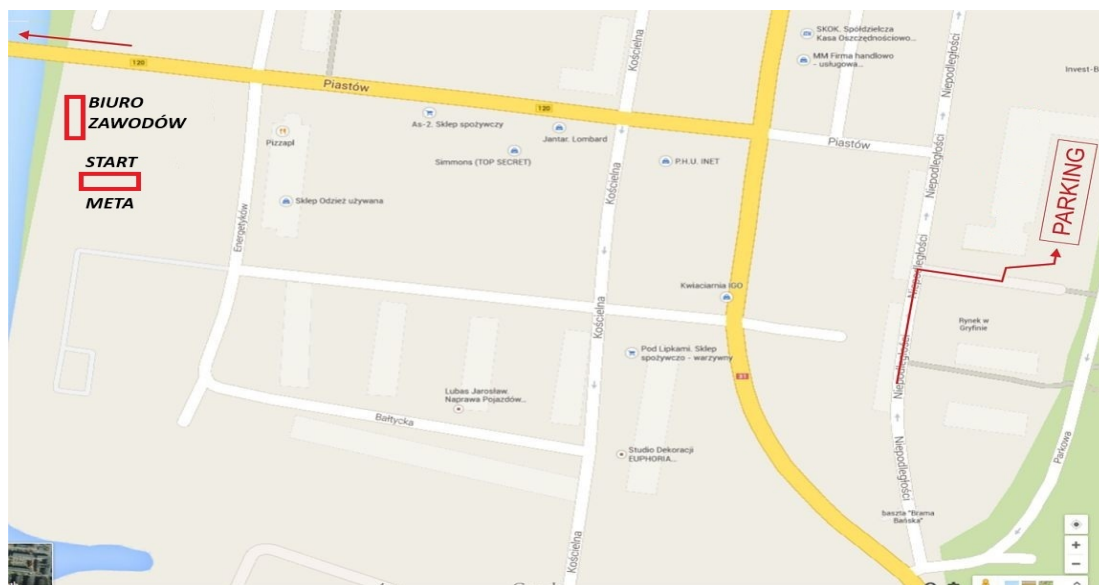 SKOK. Spółdzielcza
Kasa Oszczędnościowo...
MM Firma handlowo
- usługowa...
Kościelna
Niepodległości
Invest-B
120
Piastów
BIURO
ZAWODÓW
As-2. Sklep spożywczy
120
Jantar. Lombard
Pizzapl
Simmons (TOP SECRET)
P.H.U. INET
Piastów
START
META
Niepodległości
PARKING
Kościelna
Sklep Odzież używana
Energetyków
Niepodległości
Kwiaciarnia IGO
Kościelna
Rynek w
Gryfinie
Pod Lipkami. Sklep
spożywczo - warzywny
Niepodległości
31
Lubas Jarosław.
Naprawa Pojazdów...
Bałtycka
Studio Dekoracji
EUPHORIA...
Niepodległości
Parkowa
baszta "Brama
Bańska"
Kościelna